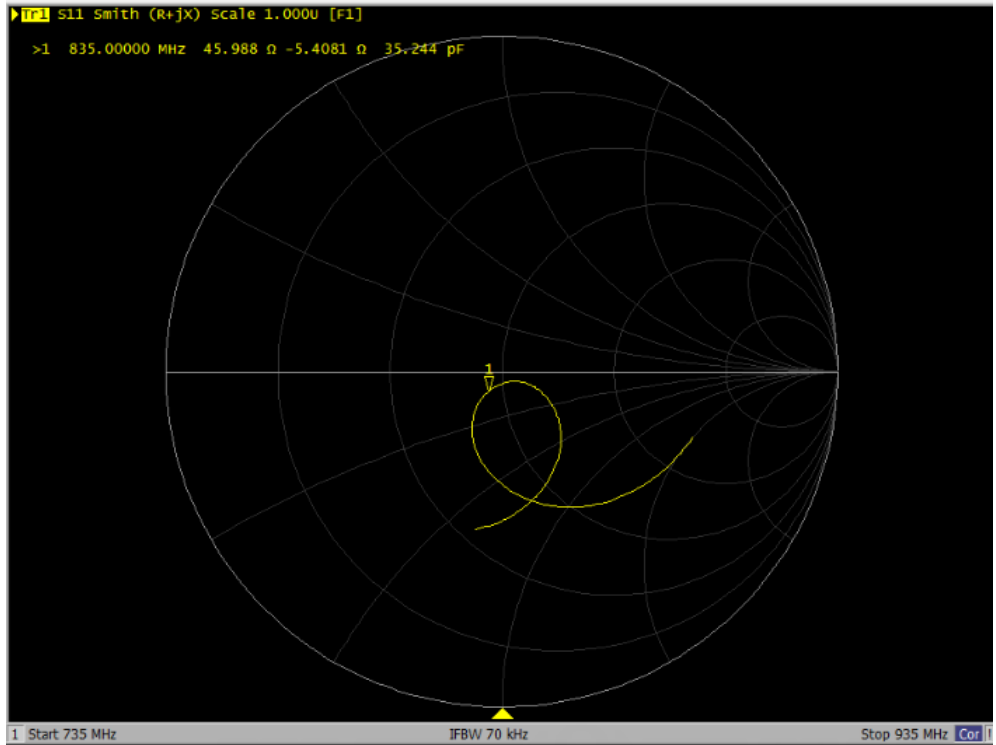 Tr1 S11 Smith (R+jX) Scale 1.000U [F1]
>1 835.00000 MHz 45.988 Ω -5.4081 Ω 35.244 pF
1
1 Start 735 MHz IFBW 70 kHz Stop 935 MHz Cor !